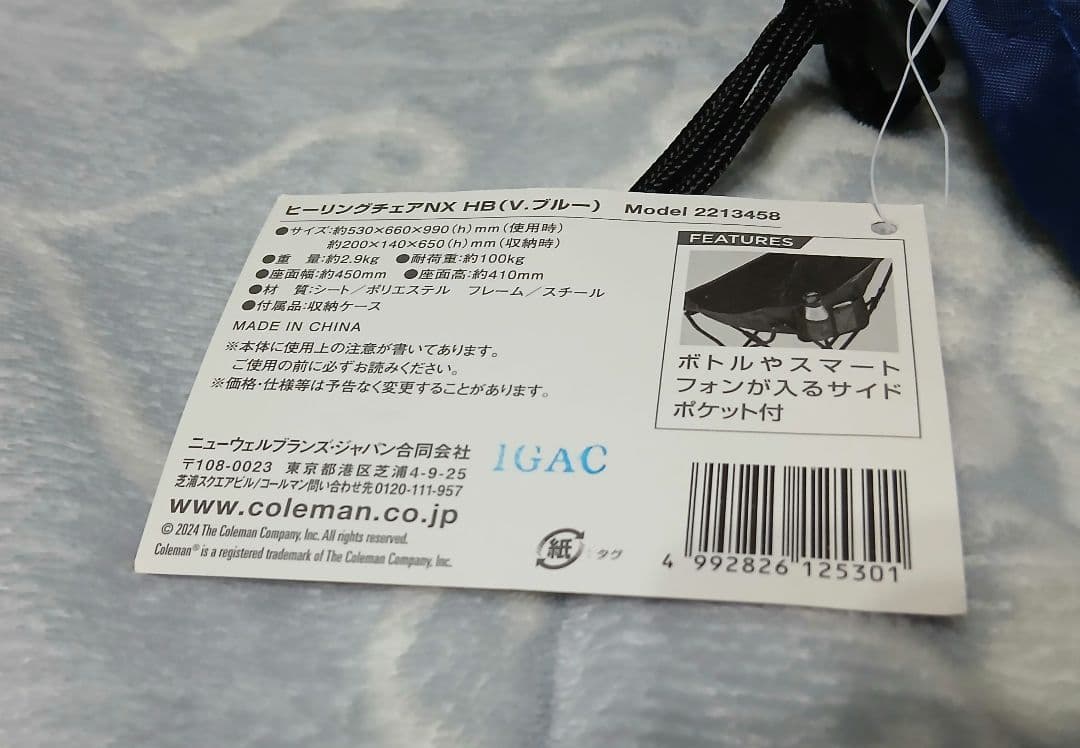 ヒーリングチェアNX HB(V.ブルー) Model 2213458
●サイズ:約530×660×990(h)mm(使用時)
約200×140×650(h)mm(収納時)
●重 量:約2.9kg ●耐荷重:約100kg
●座面幅:約450mm ●座面高:約410mm
●材 質:シート/ポリエステル フレーム/スチール
●付属品:収納ケース
MADE IN CHINA
※本体に使用上の注意が書いてあります。
ご使用の前に必ずお読みください。
※価格・仕様等は予告なく変更することがあります。
FEATURES
ボトルやスマート
フォンが入るサイド
ポケット付
ニューウェルブランズ・ジャパン合同会社
〒108-0023 東京都港区芝浦4-9-25
芝浦スクエアビル/コールマン問い合わせ先0120-111-957
www.coleman.co.jp
© 2024 The Coleman Company, Inc. All rights reserved.
Coleman® is a registered trademark of The Coleman Company, Inc.
1GAC
紙 : タグ
4 992826 125301